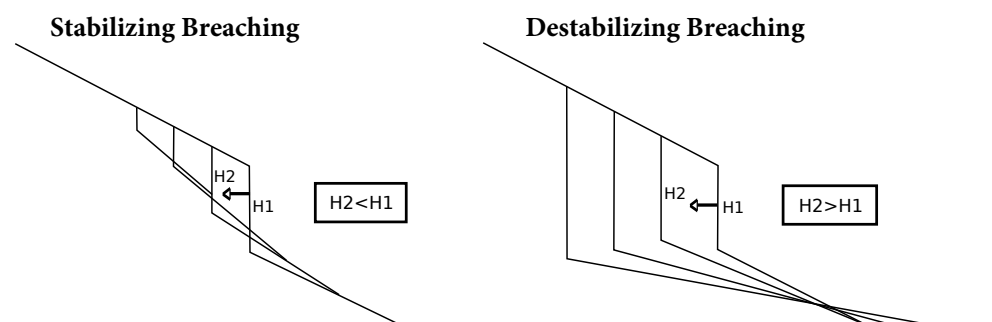 Stabilizing Breaching
H2
H1
H2<H1
Destabilizing Breaching
H2
H1
H2>H1